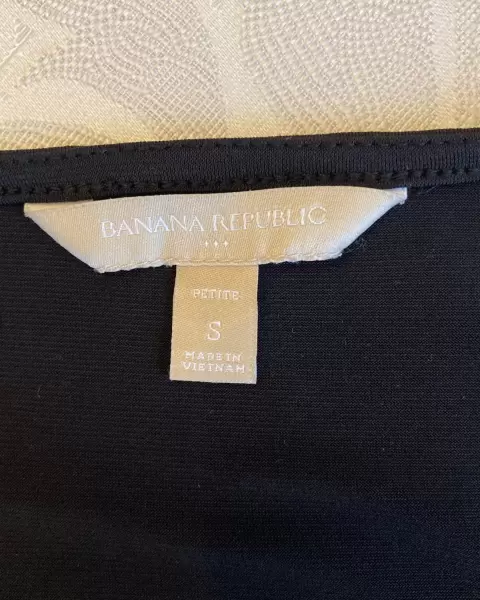 BANANA REPUBLIC
PETITE
S
MADE IN
VIETNAM